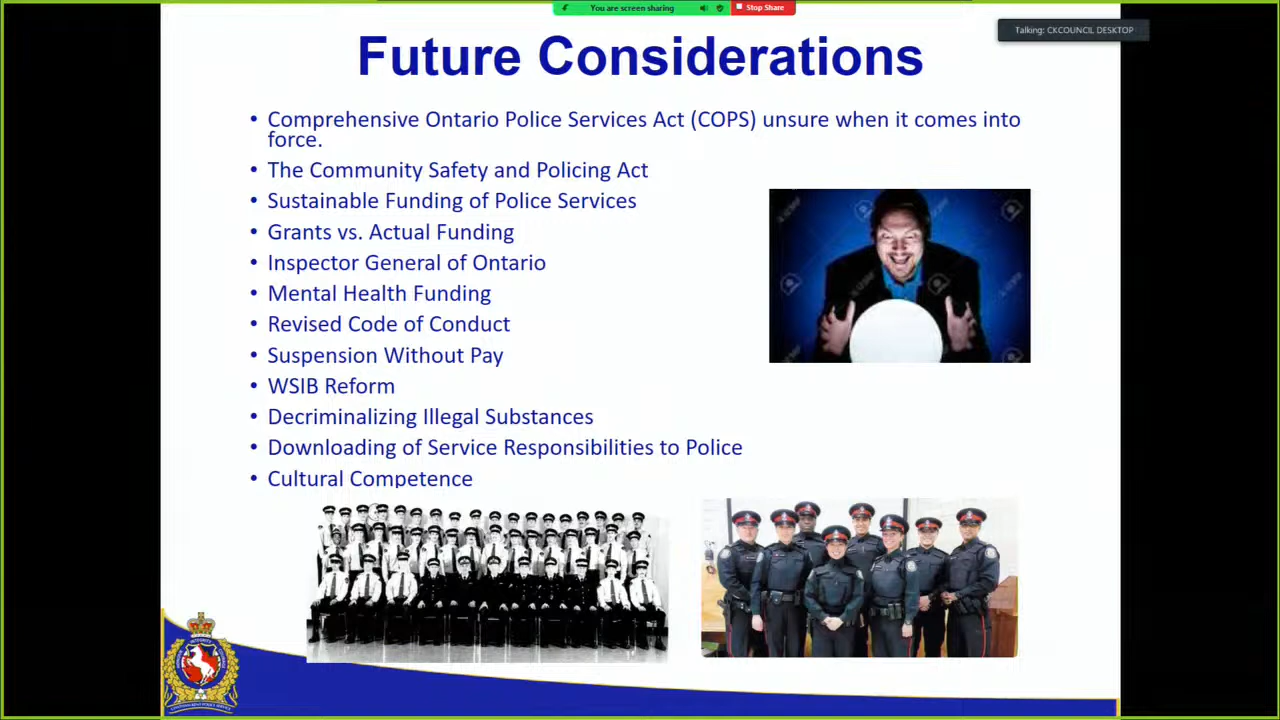 You are screen sharing
Stop Share
Talking: CKCOUNCIL DESKTOP
Future Considerations
• Comprehensive Ontario Police Services Act (COPS) unsure when it comes into
force.
• The Community Safety and Policing Act
• Sustainable Funding of Police Services
• Grants vs. Actual Funding
• Inspector General of Ontario
• Mental Health Funding
• Revised Code of Conduct
• Suspension Without Pay
• WSIB Reform
• Decriminalizing Illegal Substances
• Downloading of Service Responsibilities to Police
• Cultural Competence